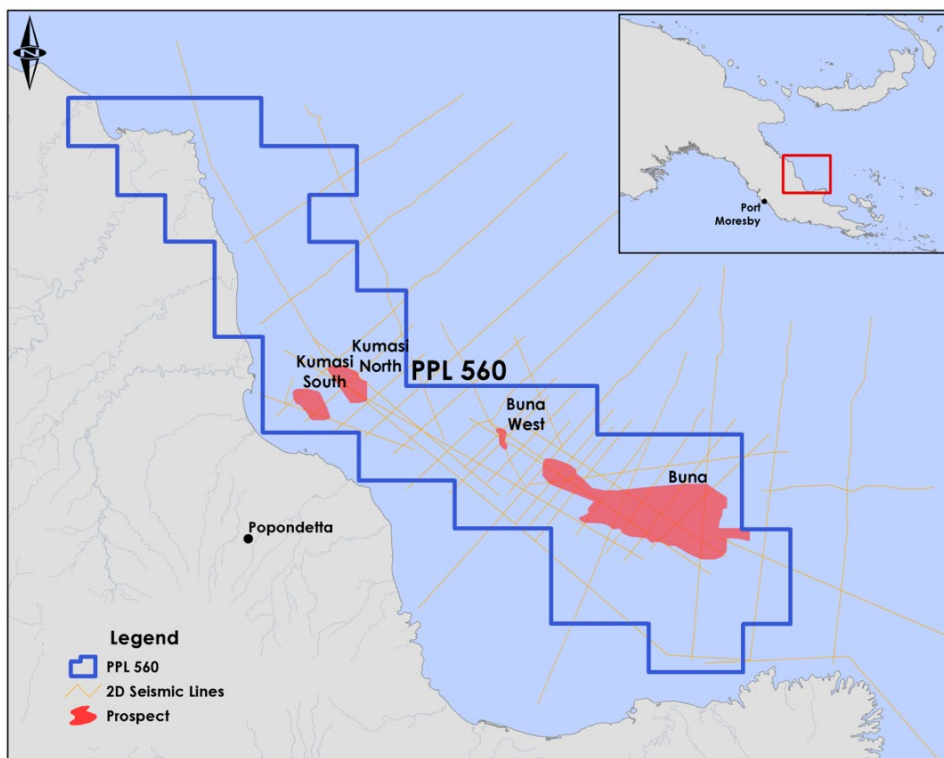 N
Port
Moresby
Kumasi
North
Kumasi
South
PPL 560
Buna
West
Buna
Popondetta
Legend
PPL 560
2D Seismic Lines
Prospect